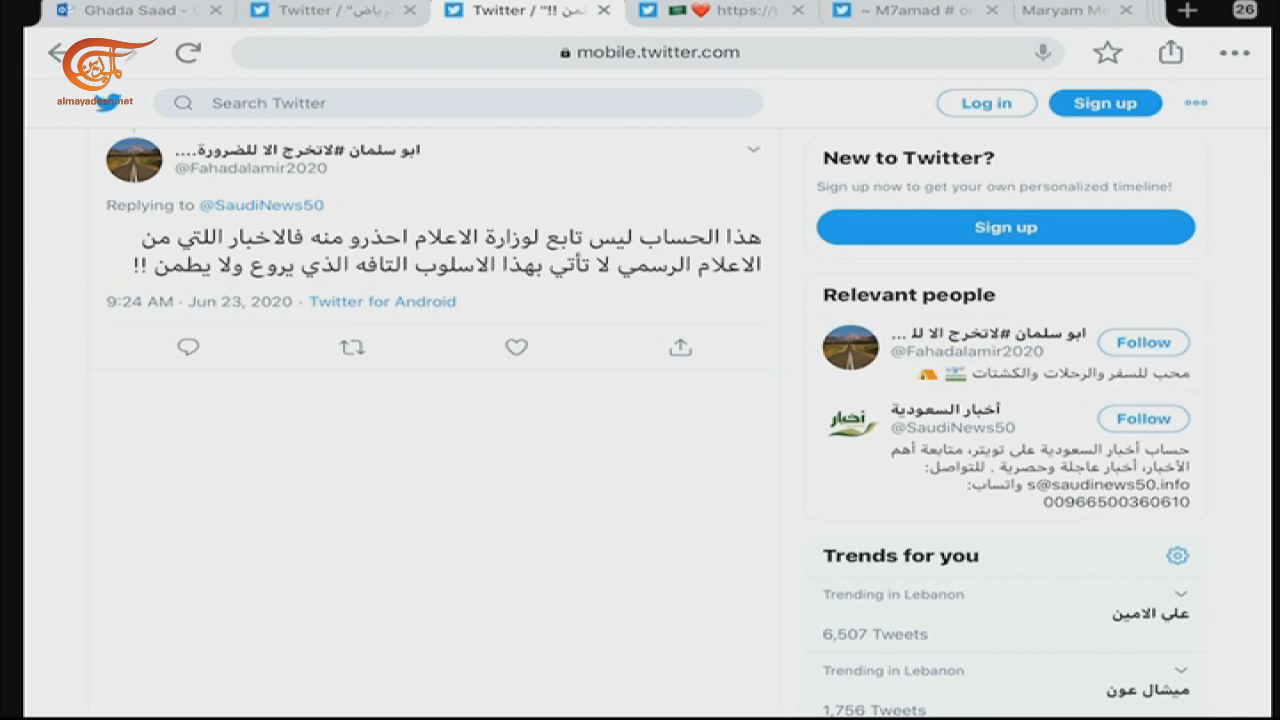 Ghada Saad -
Twitter / "رياض
Twitter / "!! لمن
https://t
~ M7amad # or
Maryam Mo
26
mobile.twitter.com
الميادين
almayadeen.net
Search Twitter
Log in
Sign up
ابو سلمان #لاتخرج الا للضرورة....
@Fahadalamir2020
Replying to @SaudiNews50
هذا الحساب ليس تابع لوزارة الاعلام احذرو منه فالاخبار اللتي من
الاعلام الرسمي لا تأتي بهذا الاسلوب التافه الذي يروع ولا يطمن !!
9:24 AM · Jun 23, 2020 · Twitter for Android
New to Twitter?
Sign up now to get your own personalized timeline!
Sign up
Relevant people
ابو سلمان #لاتخرج الا للـ ...
@Fahadalamir2020
Follow
محب للسفر والرحلات والكشتات
أخبار
أخبار السعودية
@SaudiNews50
Follow
حساب أخبار السعودية على تويتر، متابعة أهم
الأخبار، أخبار عاجلة وحصرية . للتواصل:
s@saudinews50.info واتساب:
00966500360610
Trends for you
Trending in Lebanon
علي الامين
6,507 Tweets
Trending in Lebanon
ميشال عون
1,756 Tweets